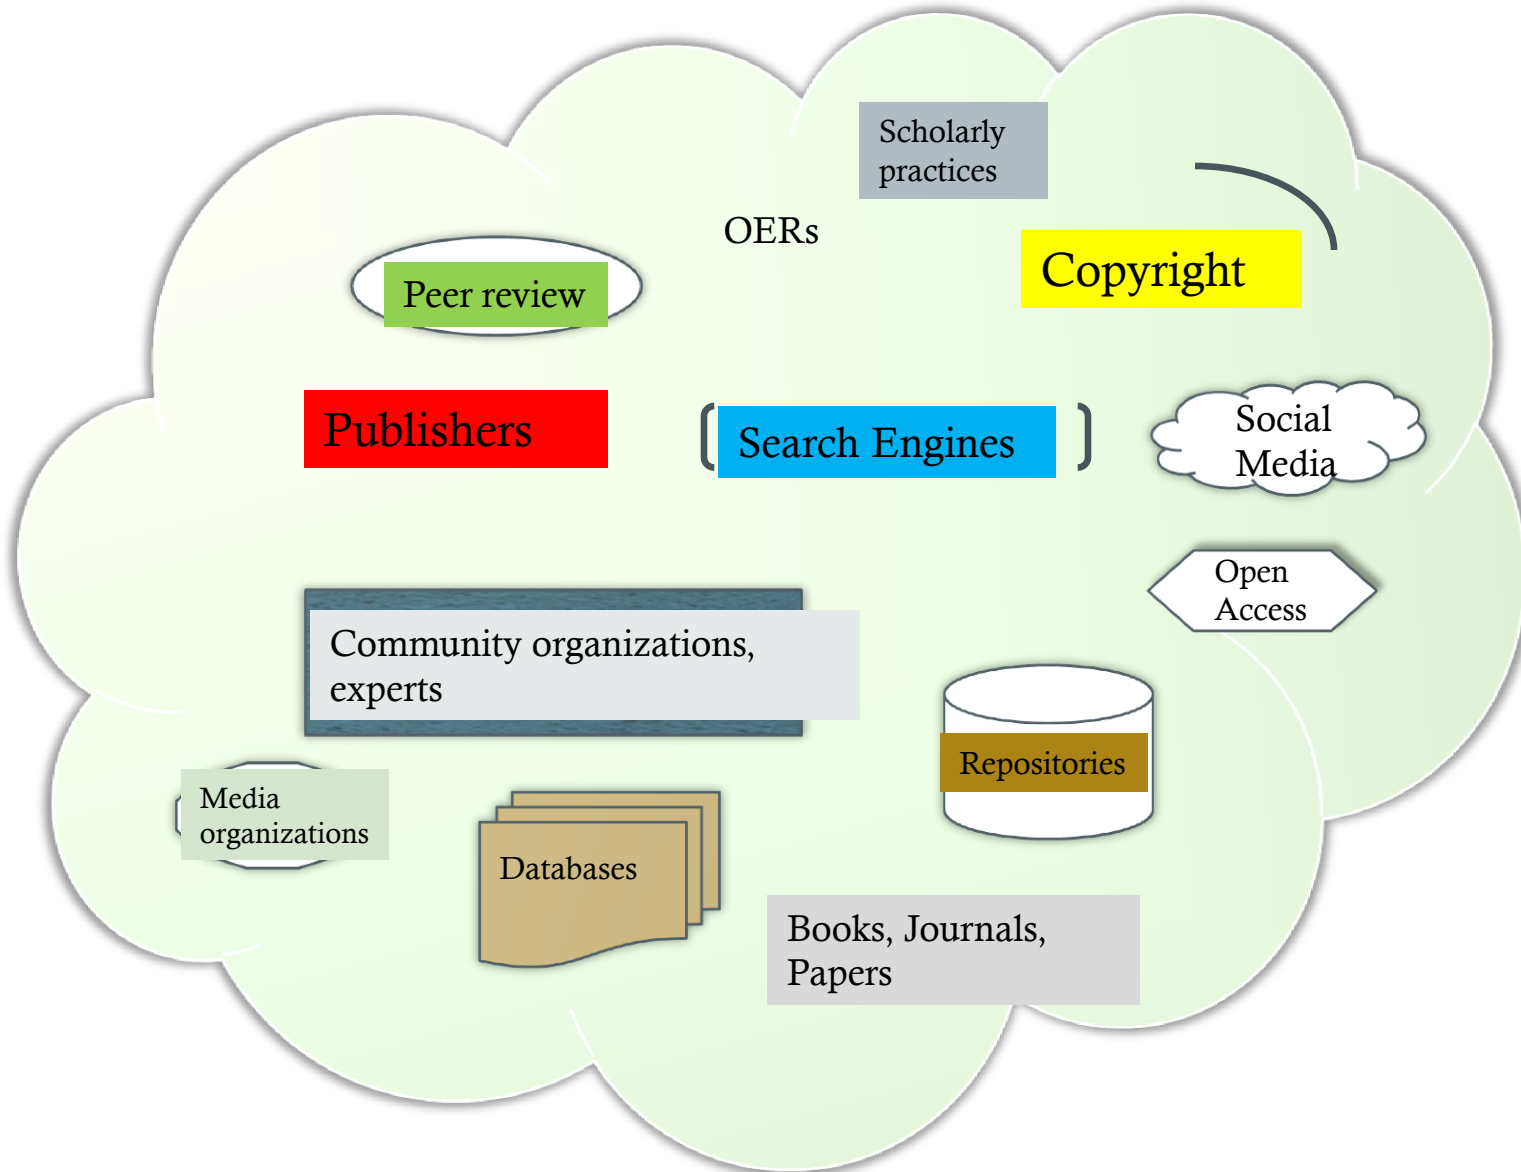 Scholarly
practices
OERs
Peer review
Copyright
Publishers
Search Engines
Social
Media
Open
Access
Community organizations,
experts
Repositories
Media
organizations
Databases
Books, Journals,
Papers